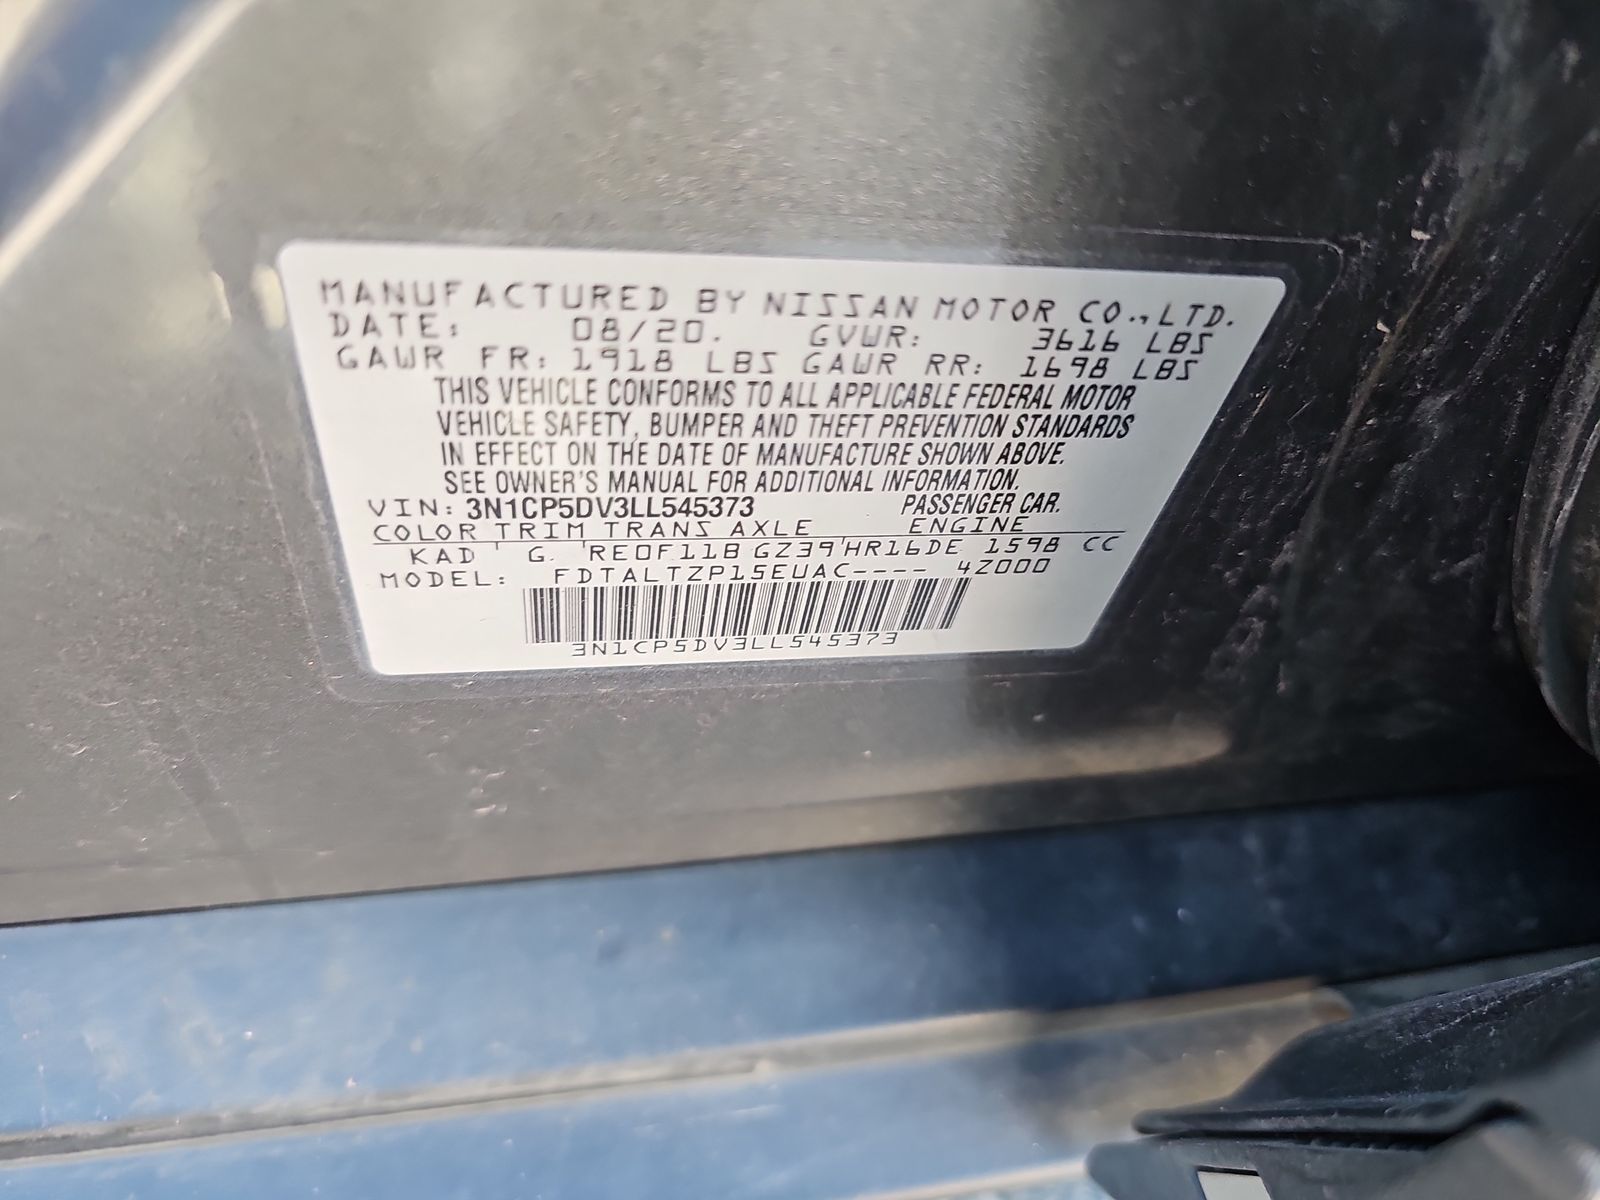 MANUFACTURED BY NISSAN MOTOR CO., LTD.
DATE: 08/20. GVWR: 3616 LBS
GAWR FR: 1918 LBS GAWR RR: 1698 LBS
THIS VEHICLE CONFORMS TO ALL APPLICABLE FEDERAL MOTOR
VEHICLE SAFETY, BUMPER AND THEFT PREVENTION STANDARDS
IN EFFECT ON THE DATE OF MANUFACTURE SHOWN ABOVE.
SEE OWNER'S MANUAL FOR ADDITIONAL INFORMATION.
VIN: 3N1CP5DV3LL545373 PASSENGER CAR.
COLOR TRIM TRANS AXLE ENGINE
KAD ' G. 'RE0F11B GZ39'HR16DE 1598 CC
MODEL: FDTALTZP15EUAC---- 4Z000
3N1CP5DV3LL545373